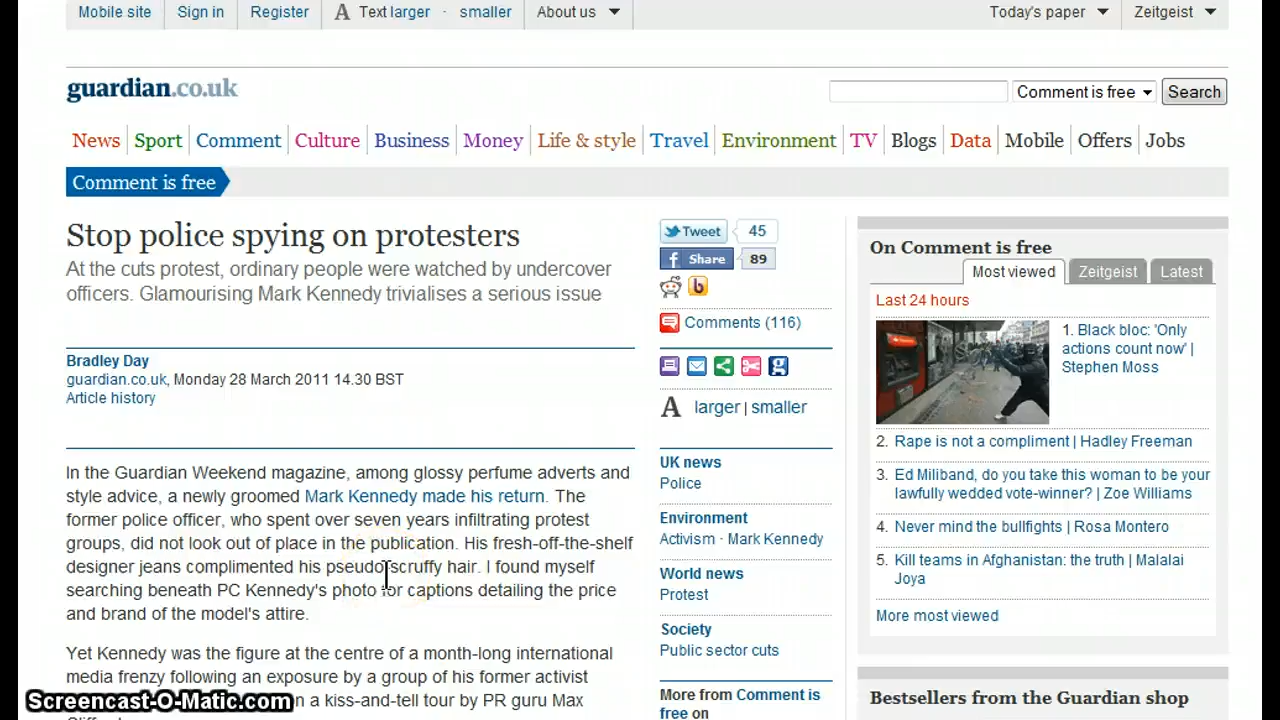 Mobile site Sign in Register A Text larger · smaller About us Today's paper Zeitgeist
guardian.co.uk
Comment is free Search
News Sport Comment Culture Business Money Life & style Travel Environment TV Blogs Data Mobile Offers Jobs
Comment is free
Stop police spying on protesters
At the cuts protest, ordinary people were watched by undercover
officers. Glamourising Mark Kennedy trivialises a serious issue
Bradley Day
guardian.co.uk, Monday 28 March 2011 14.30 BST
Article history
In the Guardian Weekend magazine, among glossy perfume adverts and
style advice, a newly groomed Mark Kennedy made his return. The
former police officer, who spent over seven years infiltrating protest
groups, did not look out of place in the publication. His fresh-off-the-shelf
designer jeans complimented his pseudo-scruffy hair. I found myself
searching beneath PC Kennedy's photo for captions detailing the price
and brand of the model's attire.
Yet Kennedy was the figure at the centre of a month-long international
media frenzy following an exposure by a group of his former activist
n a kiss-and-tell tour by PR guru Max
Tweet 45
f Share 89
b
Comments (116)
g
A larger | smaller
UK news
Police
Environment
Activism · Mark Kennedy
World news
Protest
Society
Public sector cuts
More from Comment is
free on
On Comment is free
Most viewed Zeitgeist Latest
Last 24 hours
1. Black bloc: 'Only
actions count now' |
Stephen Moss
2. Rape is not a compliment | Hadley Freeman
3. Ed Miliband, do you take this woman to be your
lawfully wedded vote-winner? | Zoe Williams
4. Never mind the bullfights | Rosa Montero
5. Kill teams in Afghanistan: the truth | Malalai
Joya
More most viewed
Bestsellers from the Guardian shop
Screencast-O-Matic.com